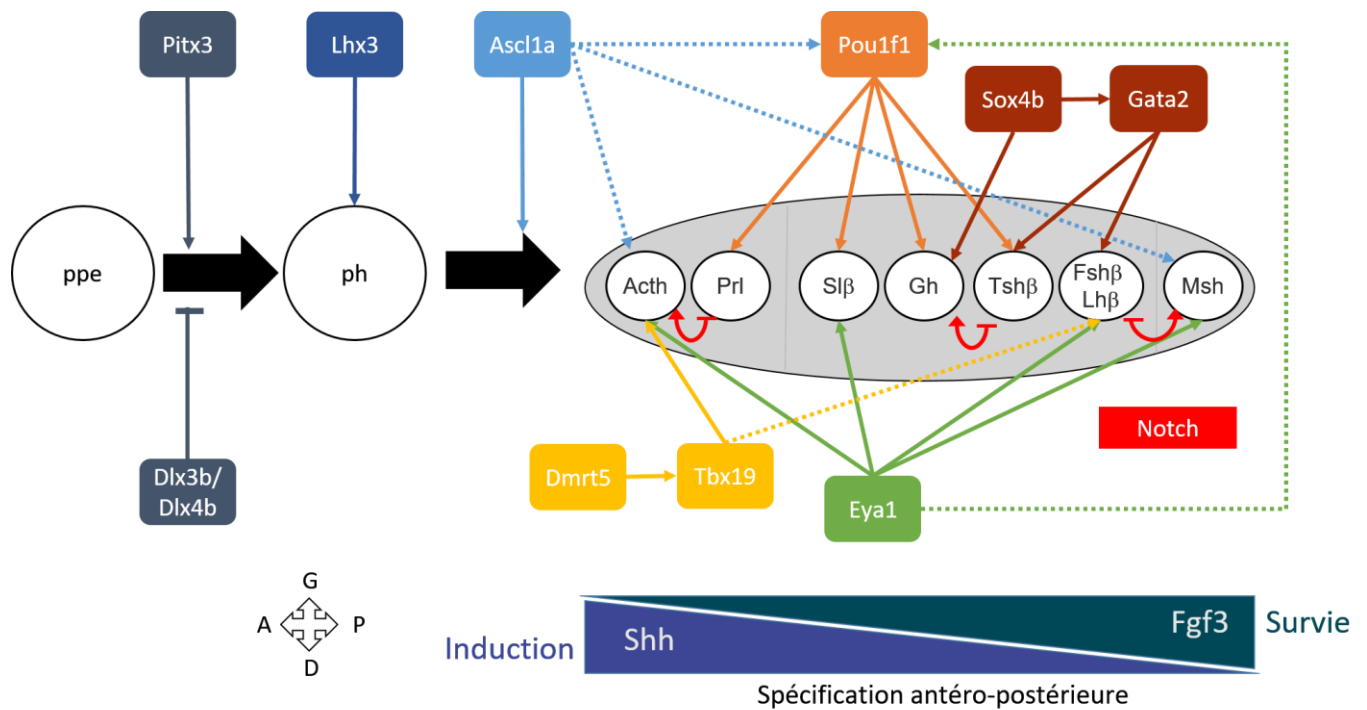 Pitx3
Lhx3
Ascl1a
Pou1f1
Sox4b
Gata2
ppe
ph
Acth
Prl
Slβ
Gh
Tshβ
Fshβ
Lhβ
Msh
Notch
Dlx3b/
Dlx4b
Dmrt5
Tbx19
Eya1
G
A
P
D
Induction
Shh
Fgf3
Survie
Spécification antéro-postérieure